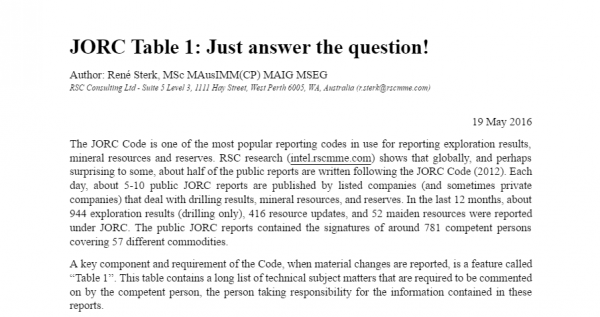 JORC Table 1: Just answer the question!
Author: René Sterk, MSc MAusIMM(CP) MAIG MSEG
RSC Consulting Ltd - Suite 5 Level 3, 1111 Hay Street, West Perth 6005, WA, Australia (r.sterk@rscmme.com)
19 May 2016
The JORC Code is one of the most popular reporting codes in use for reporting exploration results,
mineral resources and reserves. RSC research (intel.rscmme.com) shows that globally, and perhaps
surprising to some, about half of the public reports are written following the JORC Code (2012). Each
day, about 5-10 public JORC reports are published by listed companies (and sometimes private
companies) that deal with drilling results, mineral resources, and reserves. In the last 12 months, about
944 exploration results (drilling only), 416 resource updates, and 52 maiden resources were reported
under JORC. The public JORC reports contained the signatures of around 781 competent persons
covering 57 different commodities.
A key component and requirement of the Code, when material changes are reported, is a feature called
“Table 1”. This table contains a long list of technical subject matters that are required to be commented
on by the competent person, the person taking responsibility for the information contained in these
reports.